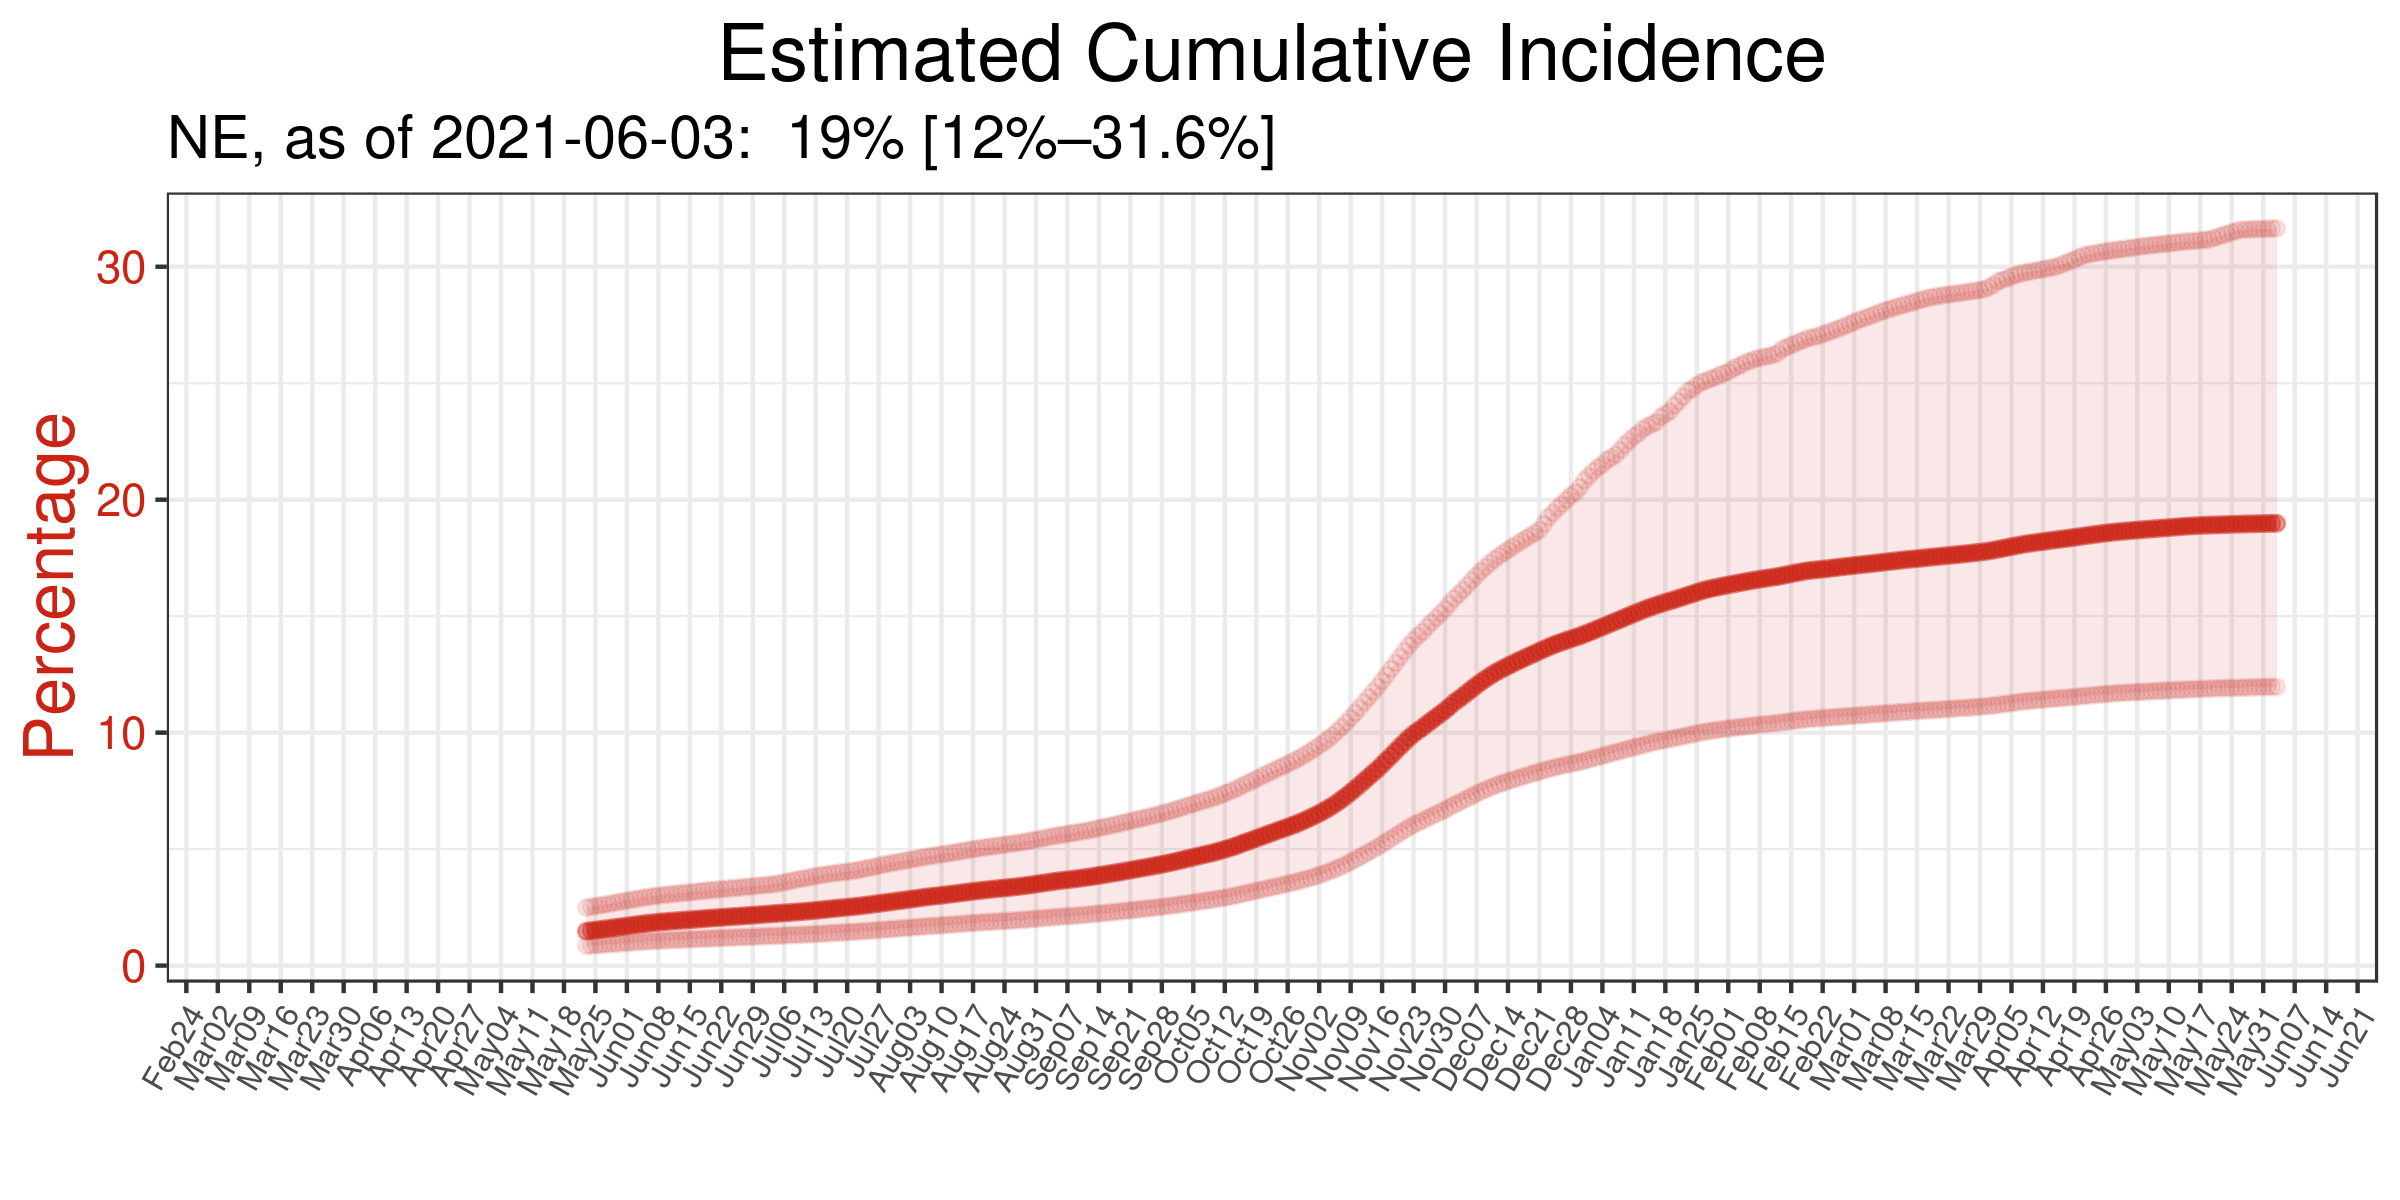 Estimated Cumulative Incidence
NE, as of 2021-06-03:  19% [12%–31.6%]
Percentage
30
20
10
0
Feb24
Mar02
Mar09
Mar16
Mar23
Mar30
Apr06
Apr13
Apr20
Apr27
May04
May11
May18
May25
Jun01
Jun08
Jun15
Jun22
Jun29
Jul06
Jul13
Jul20
Jul27
Aug03
Aug10
Aug17
Aug24
Aug31
Sep07
Sep14
Sep21
Sep28
Oct05
Oct12
Oct19
Oct26
Nov02
Nov09
Nov16
Nov23
Nov30
Dec07
Dec14
Dec21
Dec28
Jan04
Jan11
Jan18
Jan25
Feb01
Feb08
Feb15
Feb22
Mar01
Mar08
Mar15
Mar22
Mar29
Apr05
Apr12
Apr19
Apr26
May03
May10
May17
May24
May31
Jun07
Jun14
Jun21